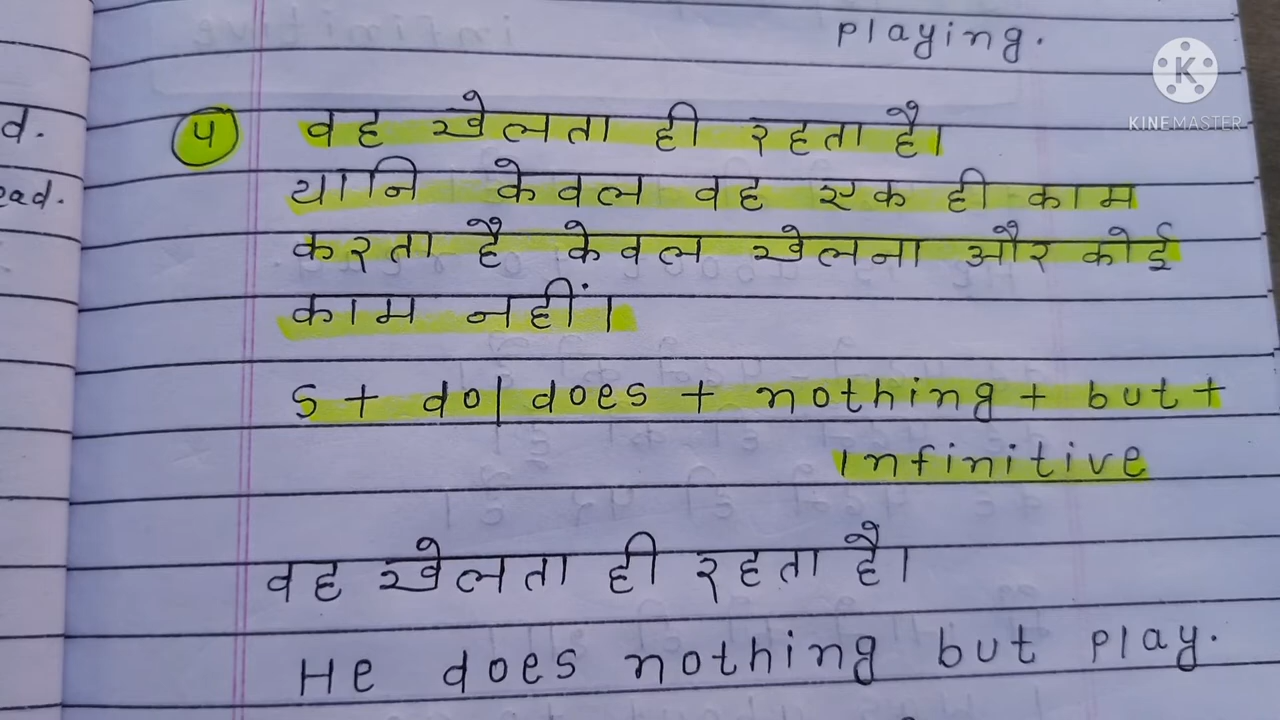 playing.
K
KINEMASTER
d.
ead.
५ वह खेलता ही रहता है।
यानि केवल वह एक ही काम
करता है केवल खेलना और कोई
काम नहीं।
S + do/does + nothing + but +
Infinitive
वह खेलता ही रहता है।
He does nothing but play.